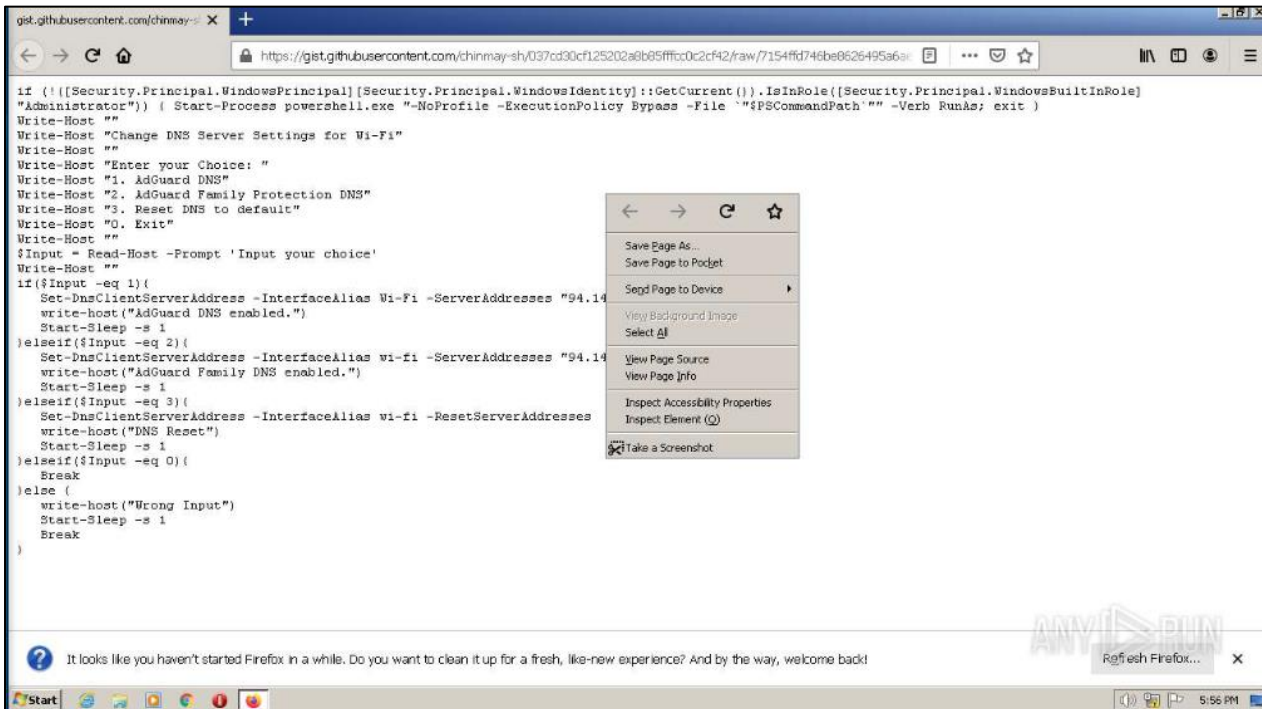 gist.githubusercontent.com/chinmay-s
https://gist.githubusercontent.com/chinmay-sh/037cd30cf125202a8b85fffcc0c2cf42/raw/7154ffd746be8626495a6a
if (!([Security.Principal.WindowsPrincipal][Security.Principal.WindowsIdentity]::GetCurrent()).IsInRole([Security.Principal.WindowsBuiltInRole]
"Administrator")) { Start-Process powershell.exe "-NoProfile -ExecutionPolicy Bypass -File `"$PSCommandPath`"" -Verb RunAs; exit }
Write-Host ""
Write-Host "Change DNS Server Settings for Wi-Fi"
Write-Host ""
Write-Host "Enter your Choice: "
Write-Host "1. AdGuard DNS"
Write-Host "2. AdGuard Family Protection DNS"
Write-Host "3. Reset DNS to default"
Write-Host "0. Exit"
Write-Host ""
$Input = Read-Host -Prompt 'Input your choice'
Write-Host ""
if($Input -eq 1){
Set-DnsClientServerAddress -InterfaceAlias Wi-Fi -ServerAddresses "94.14
write-host("AdGuard DNS enabled.")
Start-Sleep -s 1
}elseif($Input -eq 2){
Set-DnsClientServerAddress -InterfaceAlias wi-fi -ServerAddresses "94.14
write-host("AdGuard Family DNS enabled.")
Start-Sleep -s 1
}elseif($Input -eq 3){
Set-DnsClientServerAddress -InterfaceAlias wi-fi -ResetServerAddresses
write-host("DNS Reset")
Start-Sleep -s 1
}elseif($Input -eq 0){
Break
}else {
write-host("Wrong Input")
Start-Sleep -s 1
Break
}
Save Page As...
Save Page to Pocket
Send Page to Device
View Background Image
Select All
View Page Source
View Page Info
Inspect Accessibility Properties
Inspect Element (Q)
Take a Screenshot
ANY RUN
It looks like you haven't started Firefox in a while. Do you want to clean it up for a fresh, like-new experience? And by the way, welcome back!
Refresh Firefox...
Start
5:56 PM